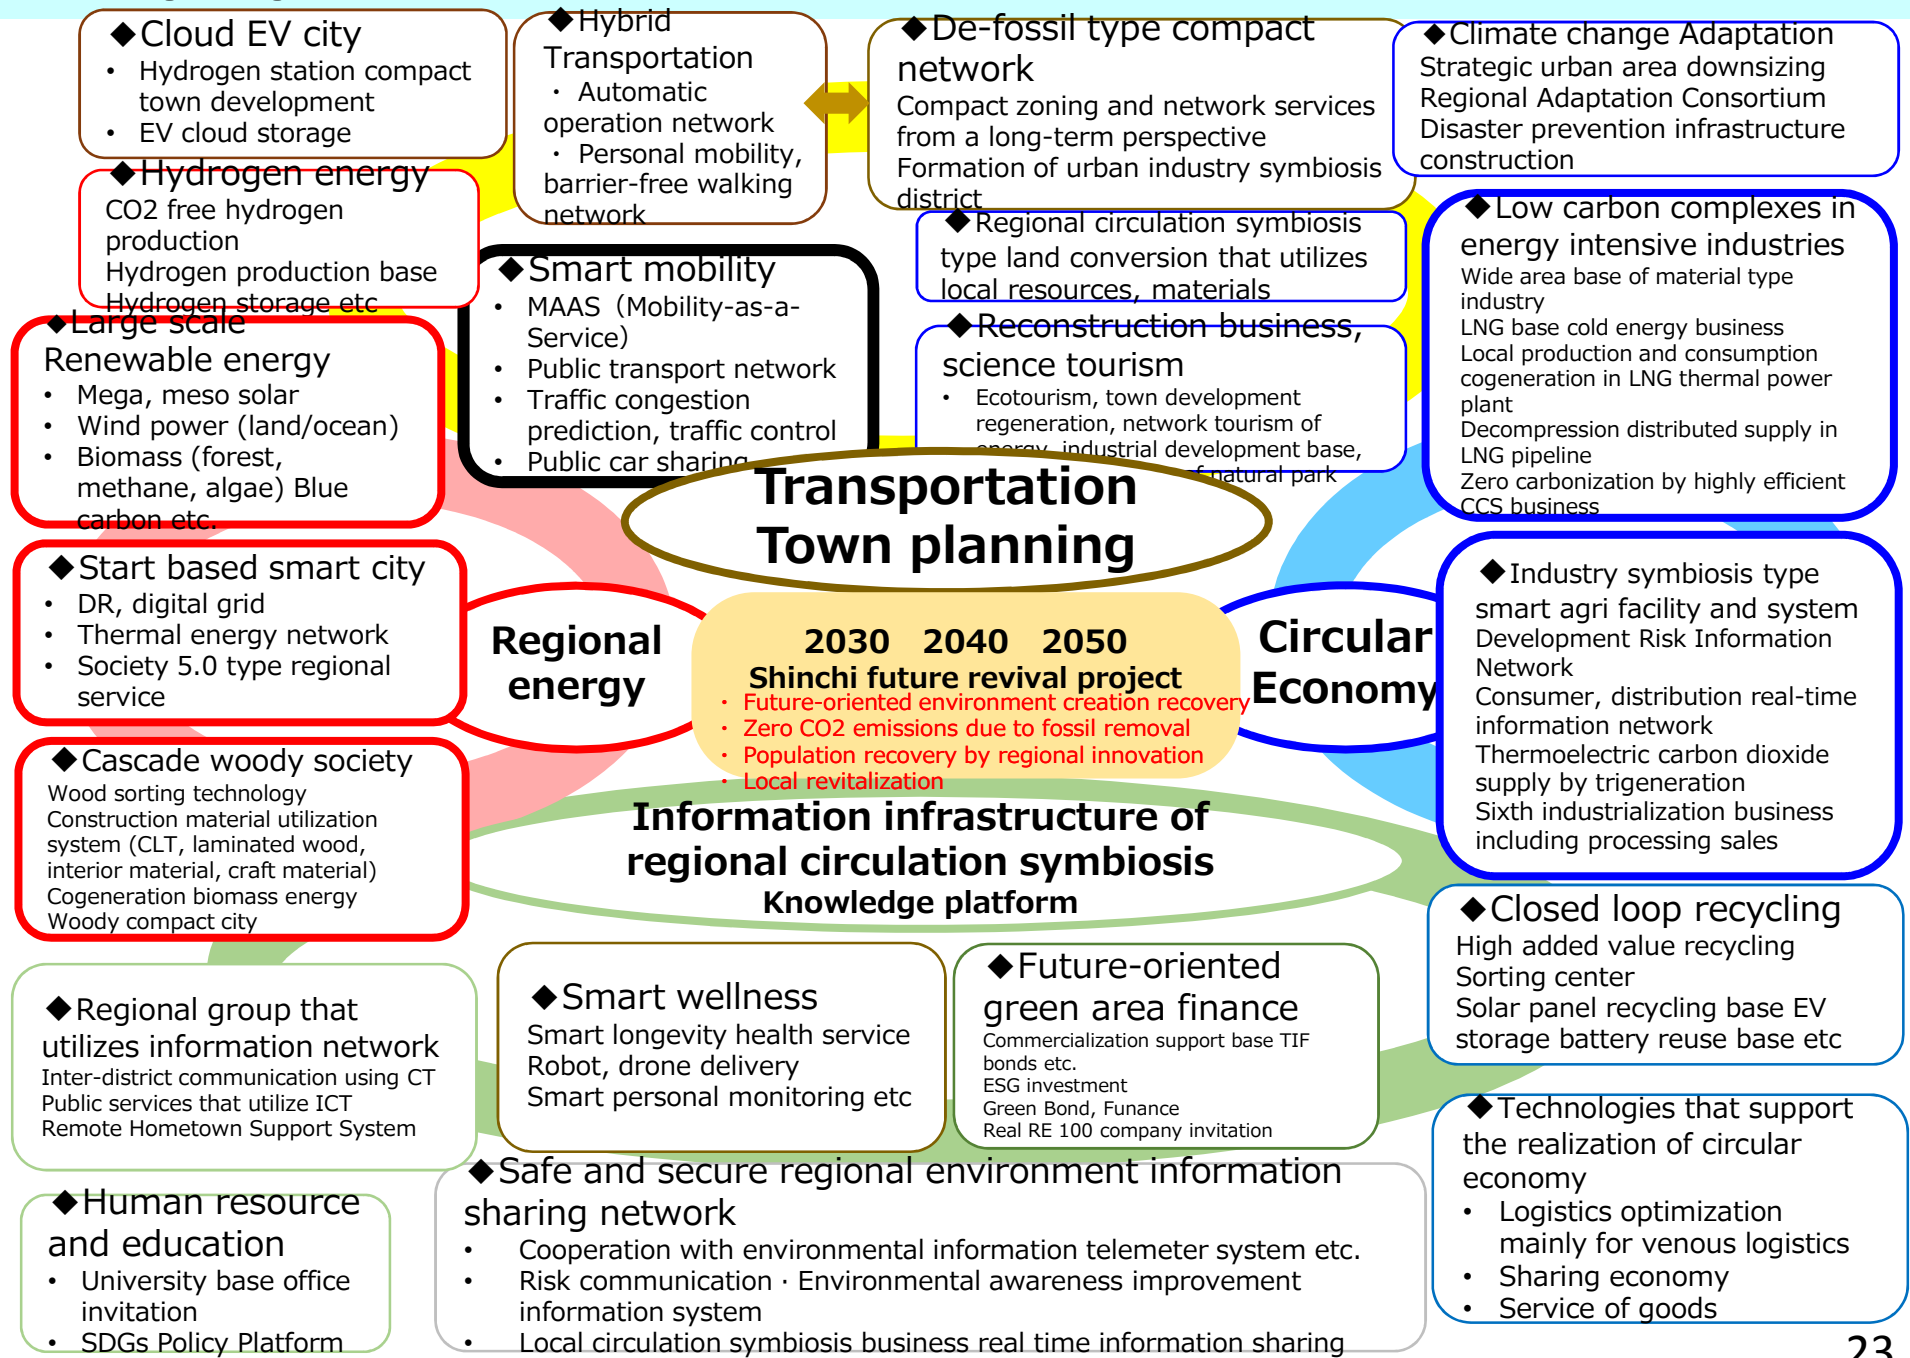 ◆Cloud EV city
• Hydrogen station compact
town development
• EV cloud storage
◆Hybrid
Transportation
・ Automatic
operation network
・ Personal mobility,
barrier-free walking
network
◆De-fossil type compact
network
Compact zoning and network services
from a long-term perspective
Formation of urban industry symbiosis
district
◆Climate change Adaptation
Strategic urban area downsizing
Regional Adaptation Consortium
Disaster prevention infrastructure
construction
◆Hydrogen energy
CO2 free hydrogen
production
Hydrogen production base
Hydrogen storage etc
◆Smart mobility
• MAAS（Mobility-as-a-
Service）
• Public transport network
• Traffic congestion
prediction, traffic control
• Public car sharing
◆Regional circulation symbiosis
type land conversion that utilizes
local resources, materials
◆Reconstruction business,
science tourism
• Ecotourism, town development
regeneration, network tourism of
energy, industrial development base,
of natural park
◆Low carbon complexes in
energy intensive industries
Wide area base of material type
industry
LNG base cold energy business
Local production and consumption
cogeneration in LNG thermal power
plant
Decompression distributed supply in
LNG pipeline
Zero carbonization by highly efficient
CCS business
◆Large scale
Renewable energy
• Mega, meso solar
• Wind power (land/ocean)
• Biomass (forest,
methane, algae) Blue
carbon etc.
Transportation
Town planning
◆Start based smart city
• DR, digital grid
• Thermal energy network
• Society 5.0 type regional
service
Regional
energy
2030 2040 2050
Shinchi future revival project
・ Future-oriented environment creation recovery
・ Zero CO2 emissions due to fossil removal
・ Population recovery by regional innovation
・ Local revitalization
Circular
Economy
◆Industry symbiosis type
smart agri facility and system
Development Risk Information
Network
Consumer, distribution real-time
information network
Thermoelectric carbon dioxide
supply by trigeneration
Sixth industrialization business
including processing sales
◆Cascade woody society
Wood sorting technology
Construction material utilization
system (CLT, laminated wood,
interior material, craft material)
Cogeneration biomass energy
Woody compact city
Information infrastructure of
regional circulation symbiosis
Knowledge platform
◆Closed loop recycling
High added value recycling
Sorting center
Solar panel recycling base EV
storage battery reuse base etc
◆Regional group that
utilizes information network
Inter-district communication using CT
Public services that utilize ICT
Remote Hometown Support System
◆Smart wellness
Smart longevity health service
Robot, drone delivery
Smart personal monitoring etc
◆Future-oriented
green area finance
Commercialization support base TIF
bonds etc.
ESG investment
Green Bond, Funance
Real RE 100 company invitation
◆Technologies that support
the realization of circular
economy
• Logistics optimization
mainly for venous logistics
• Sharing economy
• Service of goods
◆Human resource
and education
• University base office
invitation
• SDGs Policy Platform
◆Safe and secure regional environment information
sharing network
• Cooperation with environmental information telemeter system etc.
• Risk communication · Environmental awareness improvement
information system
• Local circulation symbiosis business real time information sharing
23